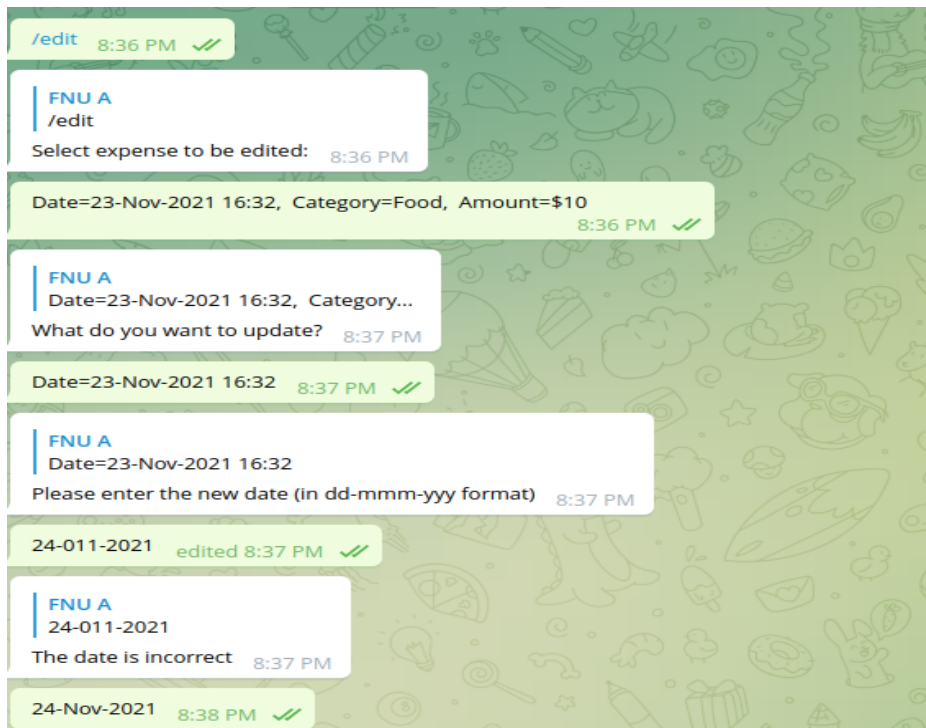 /edit 8:36 PM
FNU A
/edit
Select expense to be edited: 8:36 PM
Date=23-Nov-2021 16:32, Category=Food, Amount=$10
8:36 PM
FNU A
Date=23-Nov-2021 16:32, Category...
What do you want to update? 8:37 PM
Date=23-Nov-2021 16:32 8:37 PM
FNU A
Date=23-Nov-2021 16:32
Please enter the new date (in dd-mmm-yyy format) 8:37 PM
24-011-2021 edited 8:37 PM
FNU A
24-011-2021
The date is incorrect 8:37 PM
24-Nov-2021 8:38 PM